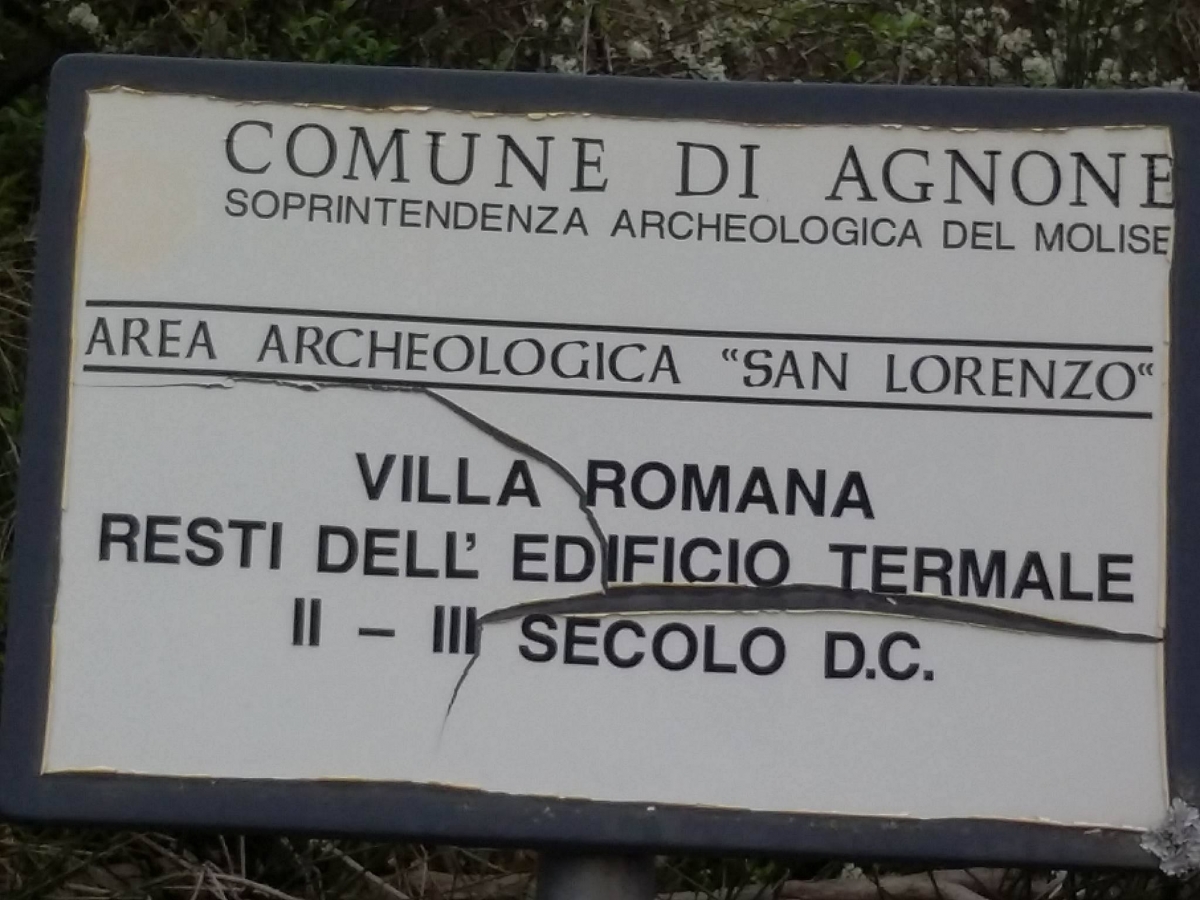 COMUNE DI AGNONE
SOPRINTENDENZA ARCHEOLOGICA DEL MOLISE
AREA ARCHEOLOGICA “SAN LORENZO“
VILLA ROMANA
RESTI DELL’ EDIFICIO TERMALE
II – III SECOLO D.C.